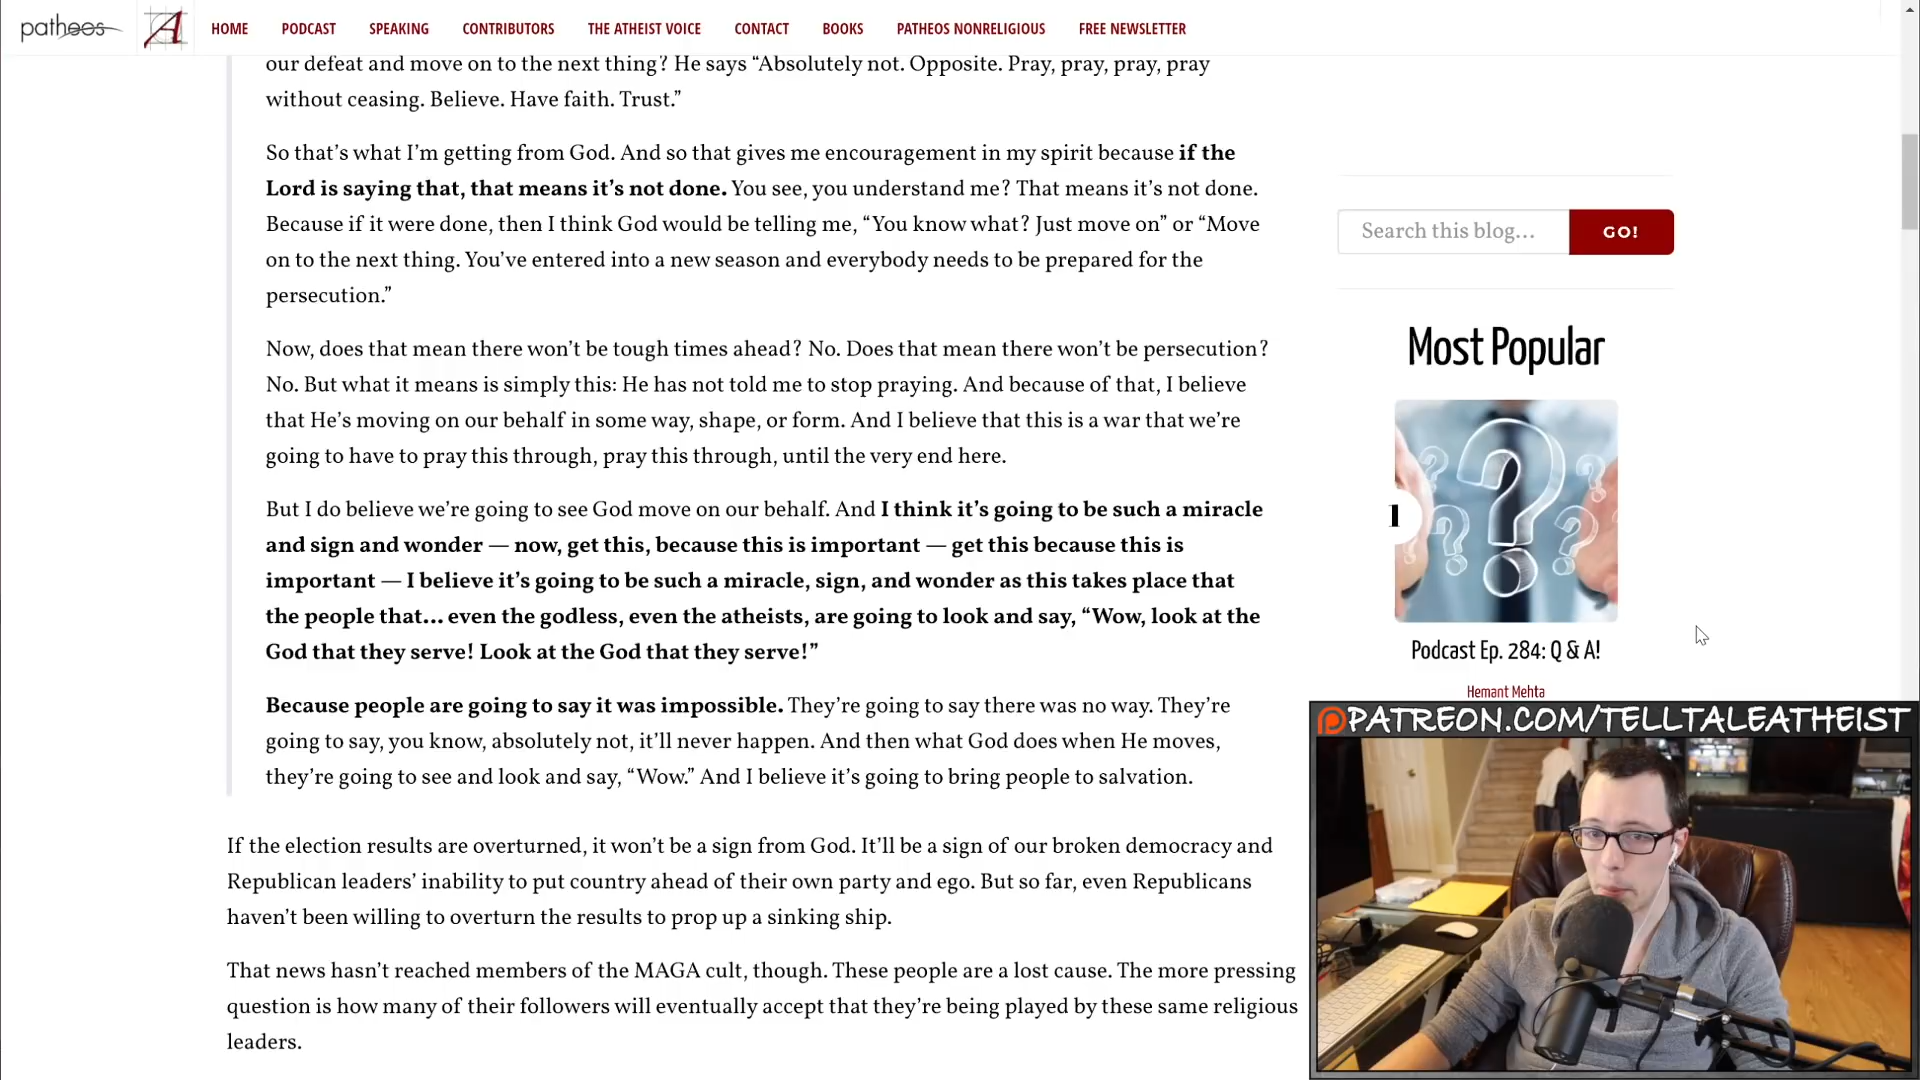 patheos
A
HOME
PODCAST
SPEAKING
CONTRIBUTORS
THE ATHEIST VOICE
CONTACT
BOOKS
PATHEOS NONRELIGIOUS
FREE NEWSLETTER
our defeat and move on to the next thing? He says “Absolutely not. Opposite. Pray, pray, pray, pray
without ceasing. Believe. Have faith. Trust.”
So that’s what I’m getting from God. And so that gives me encouragement in my spirit because if the
Lord is saying that, that means it’s not done. You see, you understand me? That means it’s not done.
Because if it were done, then I think God would be telling me, “You know what? Just move on” or “Move
on to the next thing. You’ve entered into a new season and everybody needs to be prepared for the
persecution.”
Now, does that mean there won’t be tough times ahead? No. Does that mean there won’t be persecution?
No. But what it means is simply this: He has not told me to stop praying. And because of that, I believe
that He’s moving on our behalf in some way, shape, or form. And I believe that this is a war that we’re
going to have to pray this through, pray this through, until the very end here.
But I do believe we’re going to see God move on our behalf. And I think it’s going to be such a miracle
and sign and wonder — now, get this, because this is important — get this because this is
important — I believe it’s going to be such a miracle, sign, and wonder as this takes place that
the people that… even the godless, even the atheists, are going to look and say, “Wow, look at the
God that they serve! Look at the God that they serve!”
Because people are going to say it was impossible. They’re going to say there was no way. They’re
going to say, you know, absolutely not, it’ll never happen. And then what God does when He moves,
they’re going to see and look and say, “Wow.” And I believe it’s going to bring people to salvation.
If the election results are overturned, it won’t be a sign from God. It’ll be a sign of our broken democracy and
Republican leaders’ inability to put country ahead of their own party and ego. But so far, even Republicans
haven’t been willing to overturn the results to prop up a sinking ship.
That news hasn’t reached members of the MAGA cult, though. These people are a lost cause. The more pressing
question is how many of their followers will eventually accept that they’re being played by these same religious
leaders.
Search this blog...
GO!
Most Popular
1
Podcast Ep. 284: Q & A!
Hemant Mehta
PATREON.COM/TELLTALEATHEIST